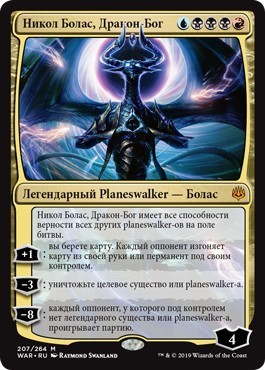 Никол Болас, Дракон-Бог
Легендарный Planeswalker — Болас
Никол Болас, Дракон-Бог имеет все способности
верности всех других planeswalker-ов на поле
битвы.
+1: вы берете карту. Каждый оппонент изгоняет
карту из своей руки или перманент под своим
контролем.
-3: уничтожьте целевое существо или planeswalker-а.
-8: каждый оппонент, у которого под контролем
нет легендарного существа или planeswalker-а,
проигрывает партию.
4
207/264 M
WAR • RU Raymond Swanland
™ & © 2019 Wizards of the Coast